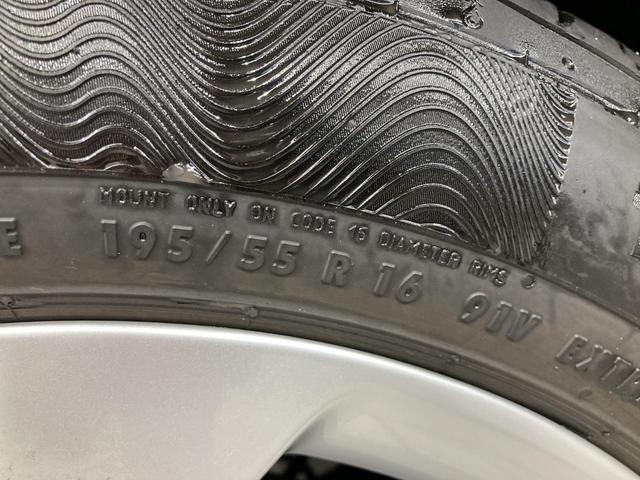 MOUNT ONLY ON CODE 16 DIAMETER RIMS
195/55 R 16 91V